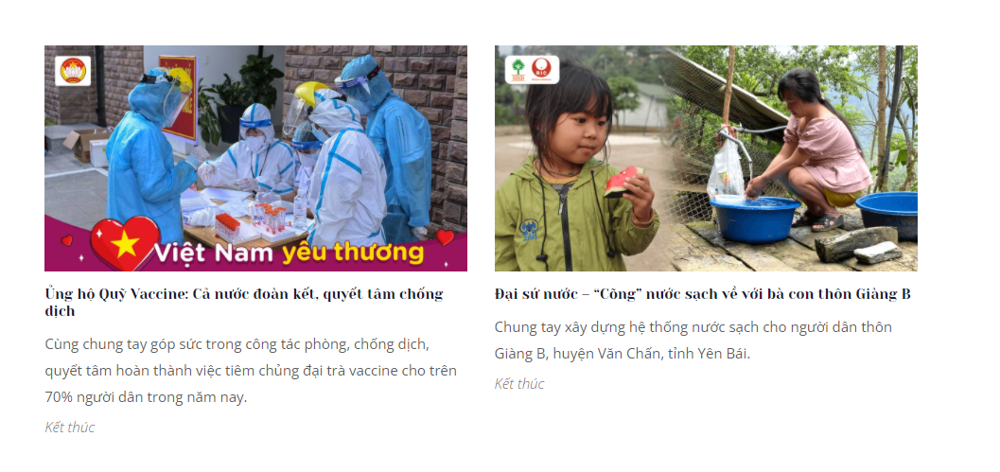 Việt Nam yêu thương
Ủng hộ Quỹ Vaccine: Cả nước đoàn kết, quyết tâm chống
dịch
Cùng chung tay góp sức trong công tác phòng, chống dịch,
quyết tâm hoàn thành việc tiêm chủng đại trà vaccine cho trên
70% người dân trong năm nay.
Kết thúc
RIC
Đại sứ nước – “Cõng” nước sạch về với bà con thôn Giàng B
Chung tay xây dựng hệ thống nước sạch cho người dân thôn
Giàng B, huyện Văn Chấn, tỉnh Yên Bái.
Kết thúc